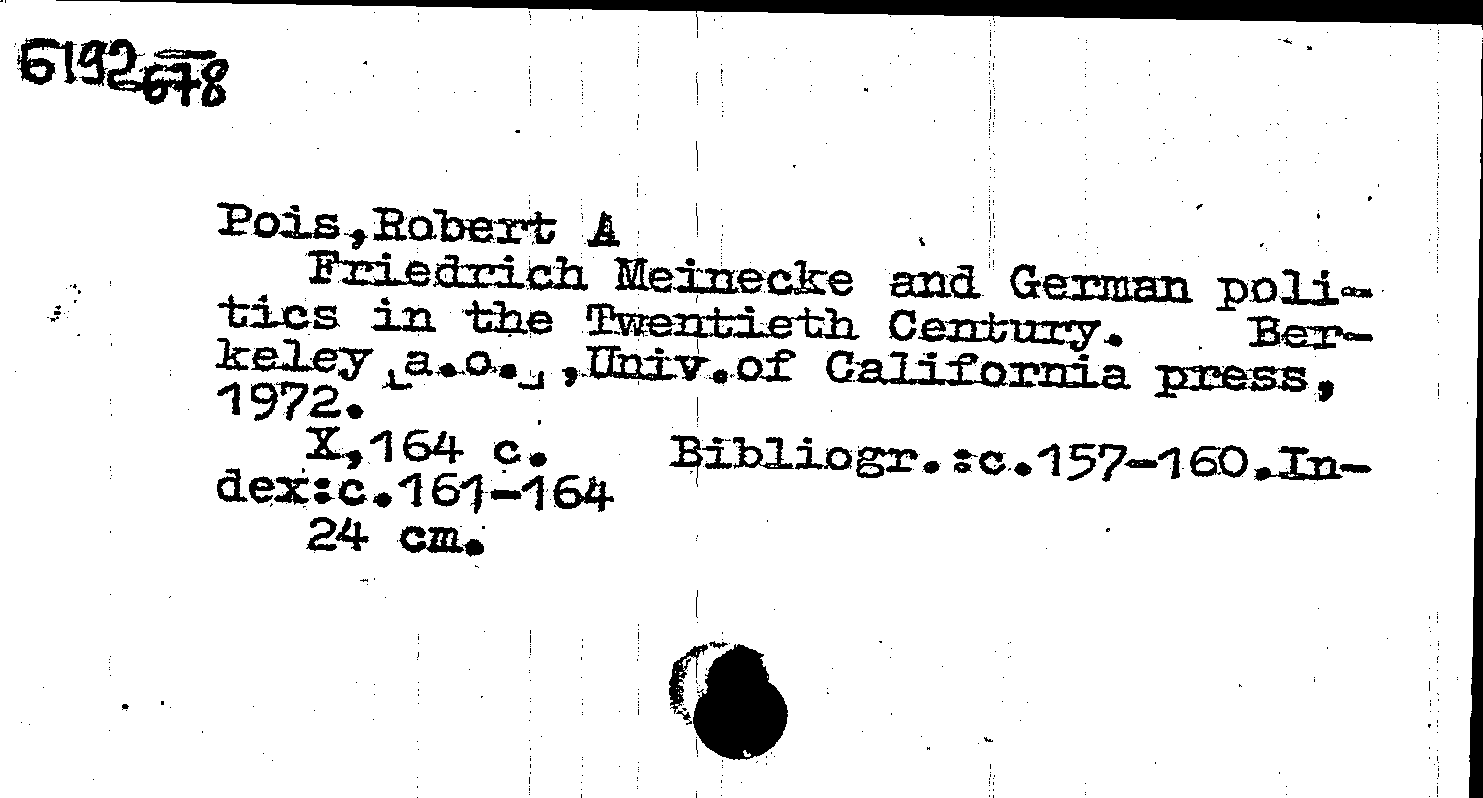 6192
678
Pois,Robert A
Friedrich Meinecke and German poli-
tics in the Twentieth Century. Ber-
keley [a.o.],Univ.of California press,
1972.
X,164 c. Bibliogr.:c.157-160.In-
dex:c.161-164
24 cm.